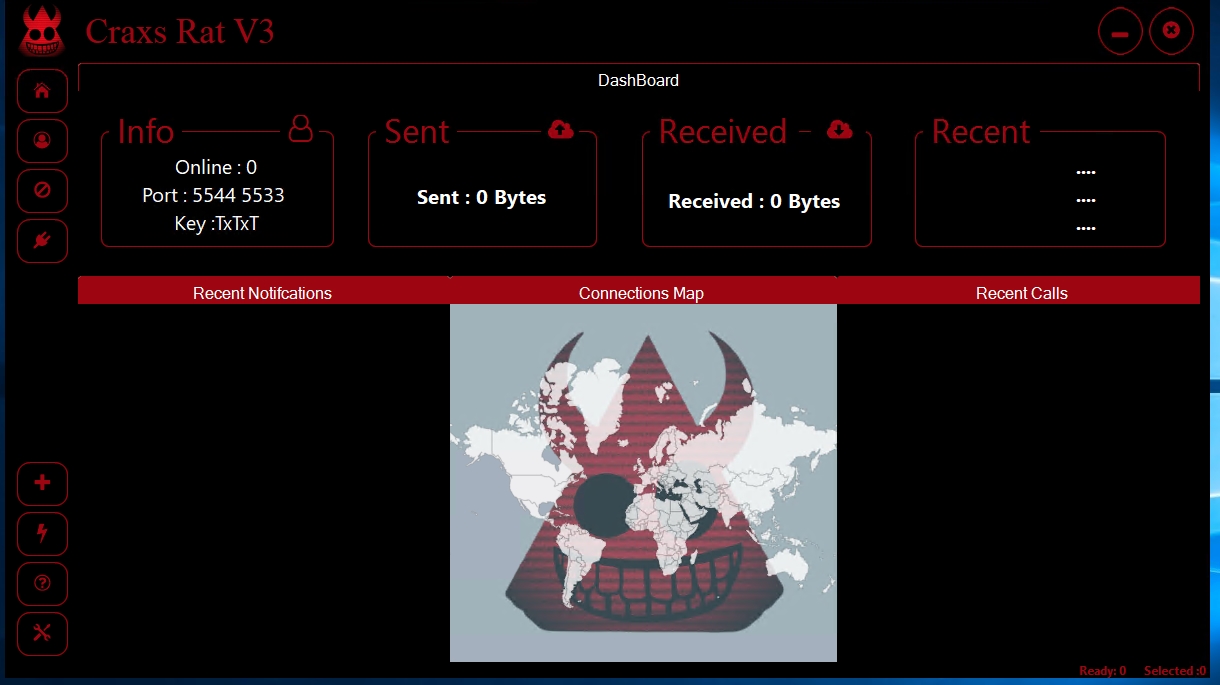 Craxs Rat V3
DashBoard
Info
Online : 0
Port : 5544 5533
Key :TxTxT
Sent
Sent : 0 Bytes
Received
Received : 0 Bytes
Recent
....
....
....
Recent Notifcations
Connections Map
Recent Calls
Ready: 0
Selected :0